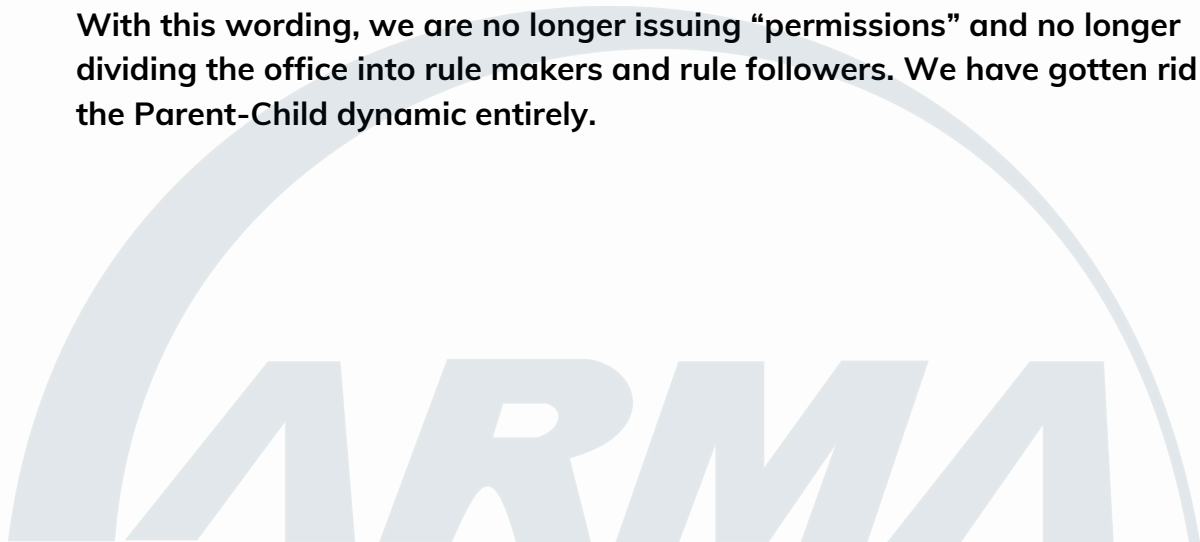 With this wording, we are no longer issuing “permissions” and no longer
dividing the office into rule makers and rule followers. We have gotten rid
the Parent-Child dynamic entirely.
ARMA